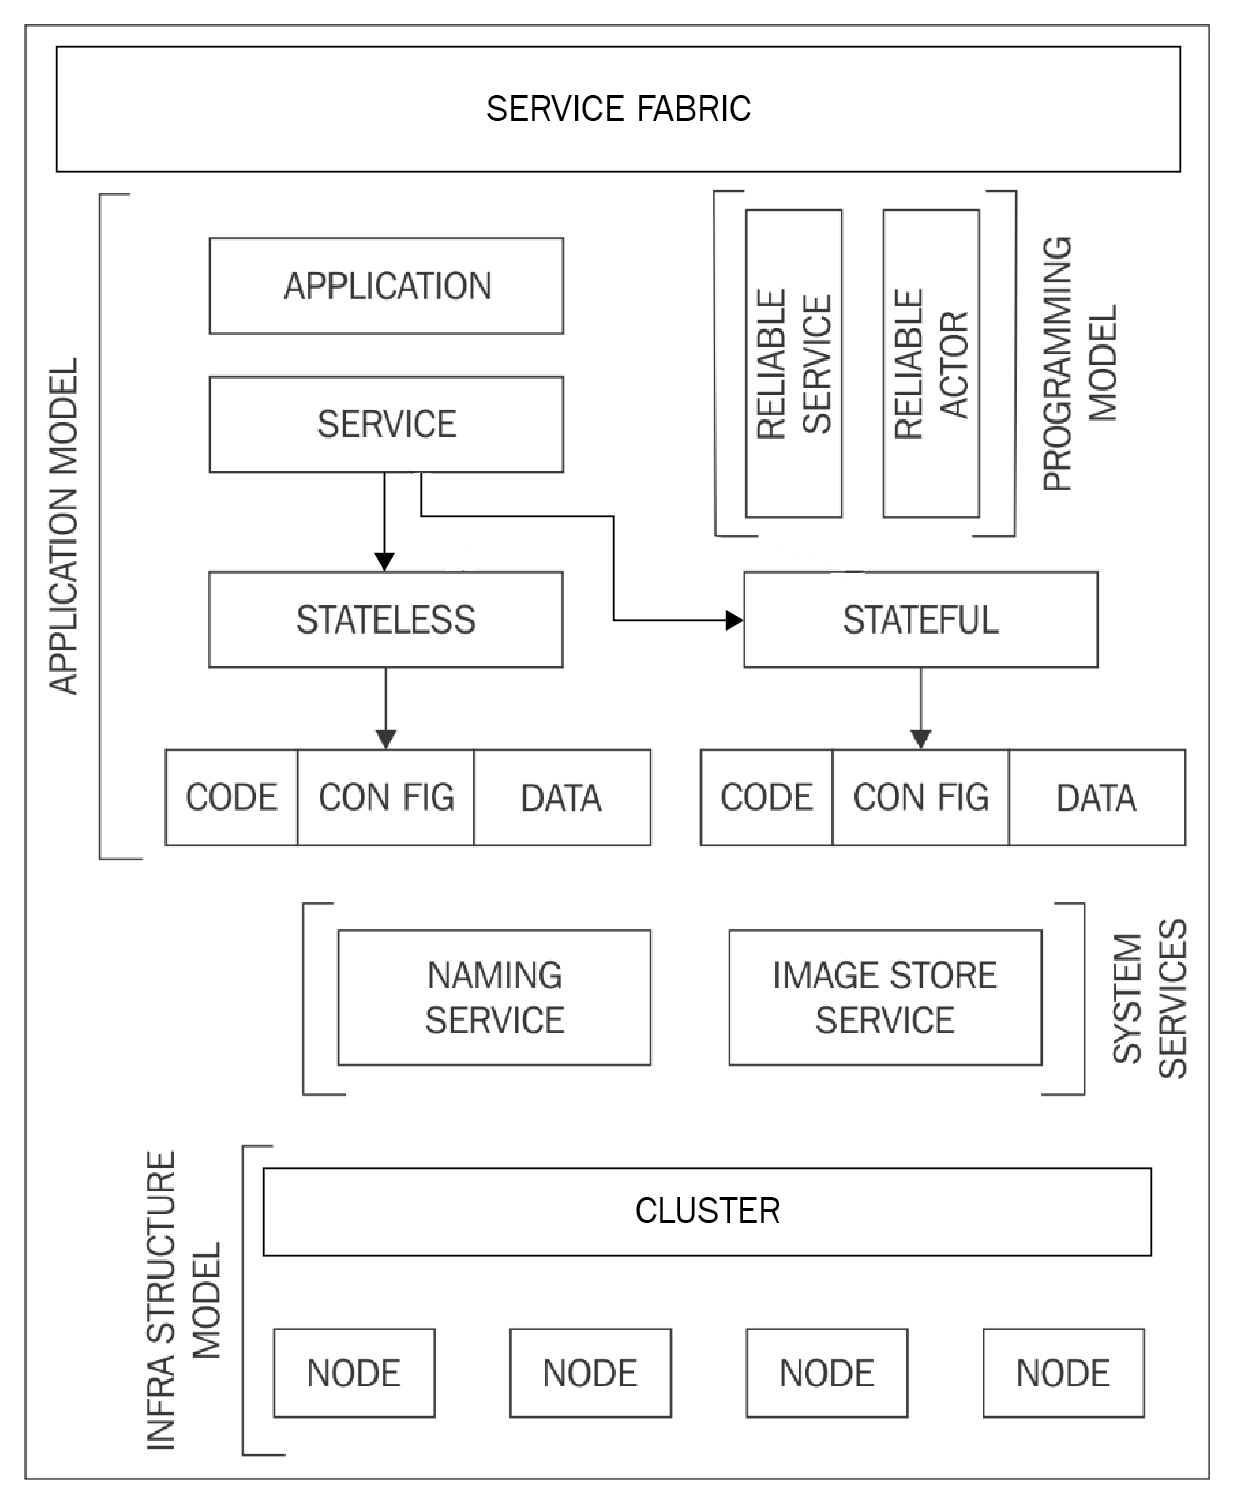 SERVICE FABRIC
APPLICATION MODEL
APPLICATION
SERVICE
RELIABLE
SERVICE
RELIABLE
ACTOR
PROGRAMMING
MODEL
STATELESS
STATEFUL
CODE
CON FIG
DATA
CODE
CON FIG
DATA
NAMING
SERVICE
IMAGE STORE
SERVICE
SYSTEM
SERVICES
INFRA STRUCTURE
MODEL
CLUSTER
NODE
NODE
NODE
NODE